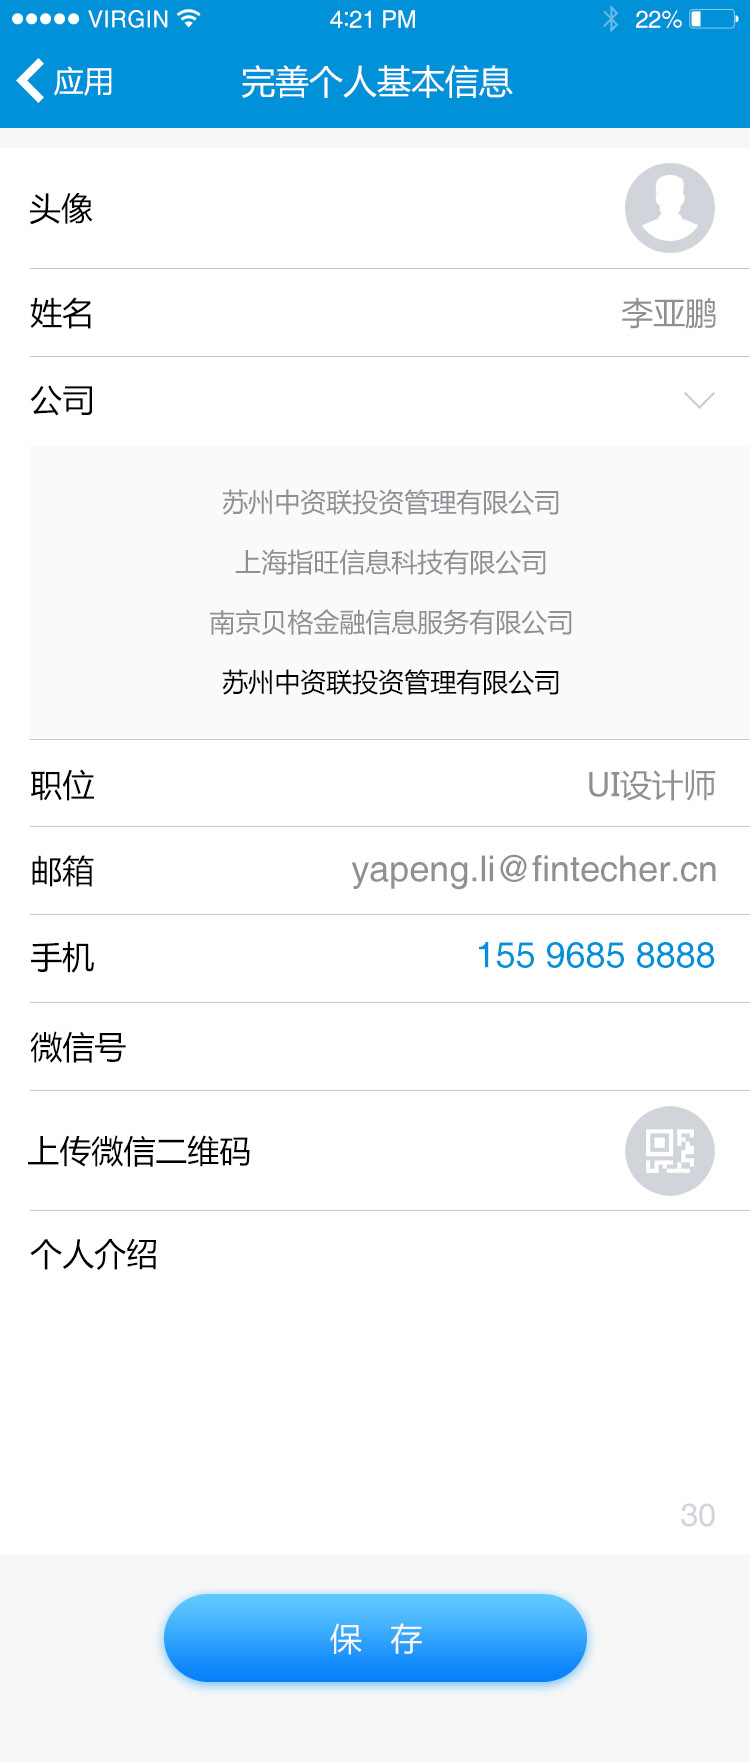 VIRGIN 4:21 PM 22%
应用 完善个人基本信息
头像
姓名 李亚鹏
公司
苏州中资联投资管理有限公司
上海指旺信息科技有限公司
南京贝格金融信息服务有限公司
苏州中资联投资管理有限公司
职位 UI设计师
邮箱 yapeng.li@fintecher.cn
手机 155 9685 8888
微信号
上传微信二维码
个人介绍
30
保 存